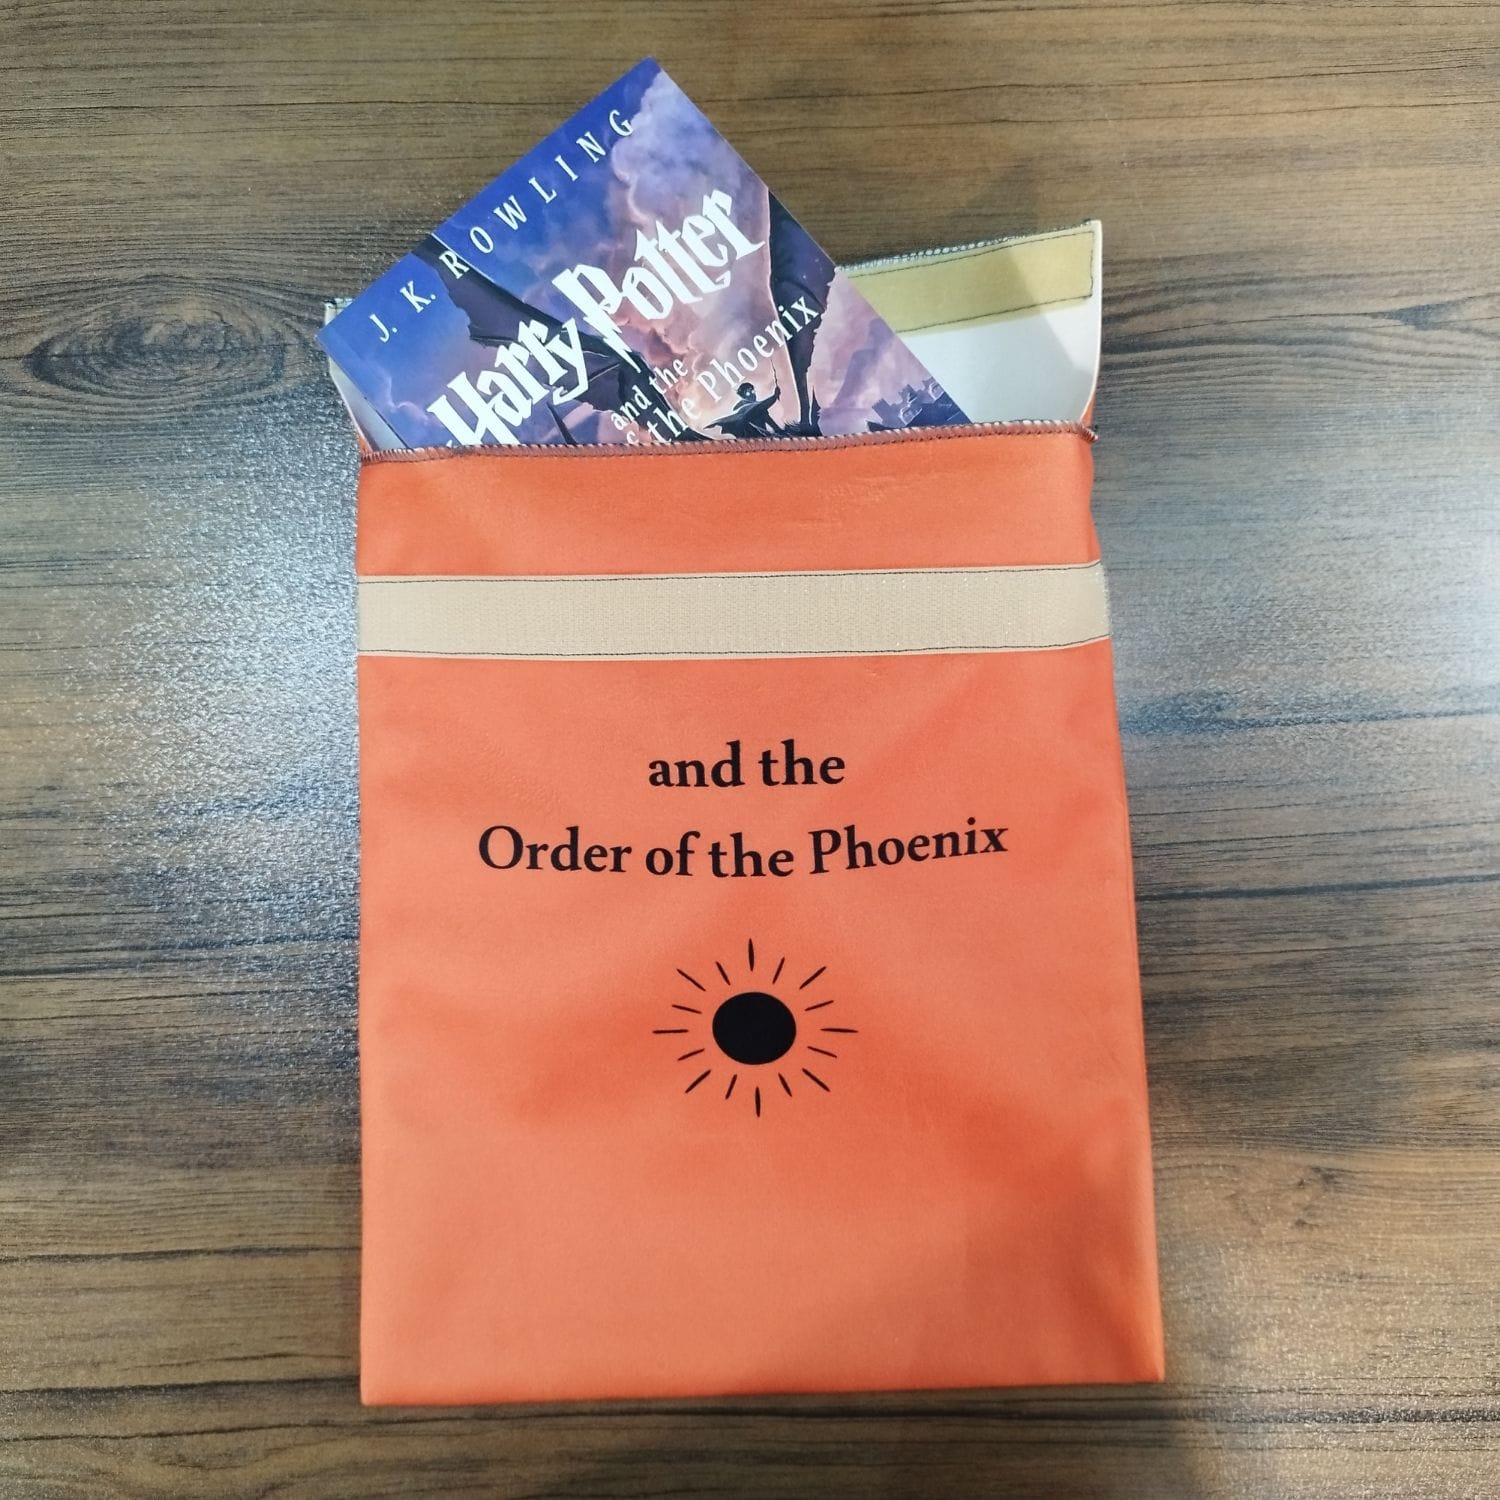 J. K. ROWLING
Harry Potter
and the
the Phoenix
and the
Order of the Phoenix